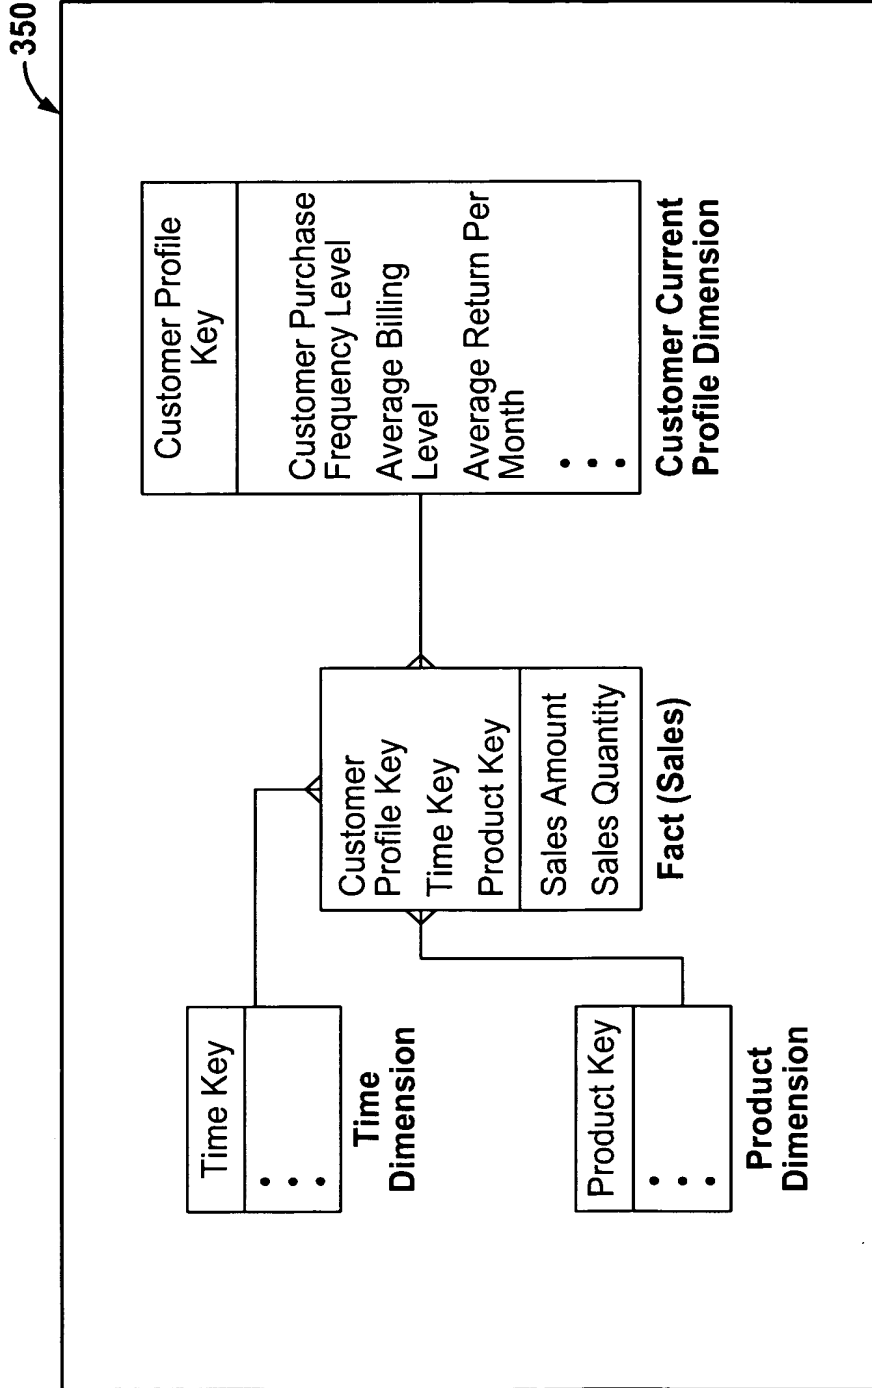 350
Time Key
Time
Dimension
Product Key
Product
Dimension
Customer
Profile Key
Time Key
Product Key
Sales Amount
Sales Quantity
Fact (Sales)
Customer Profile
Key
Customer Purchase
Frequency Level
Average Billing
Level
Average Return Per
Month
Customer Current
Profile Dimension